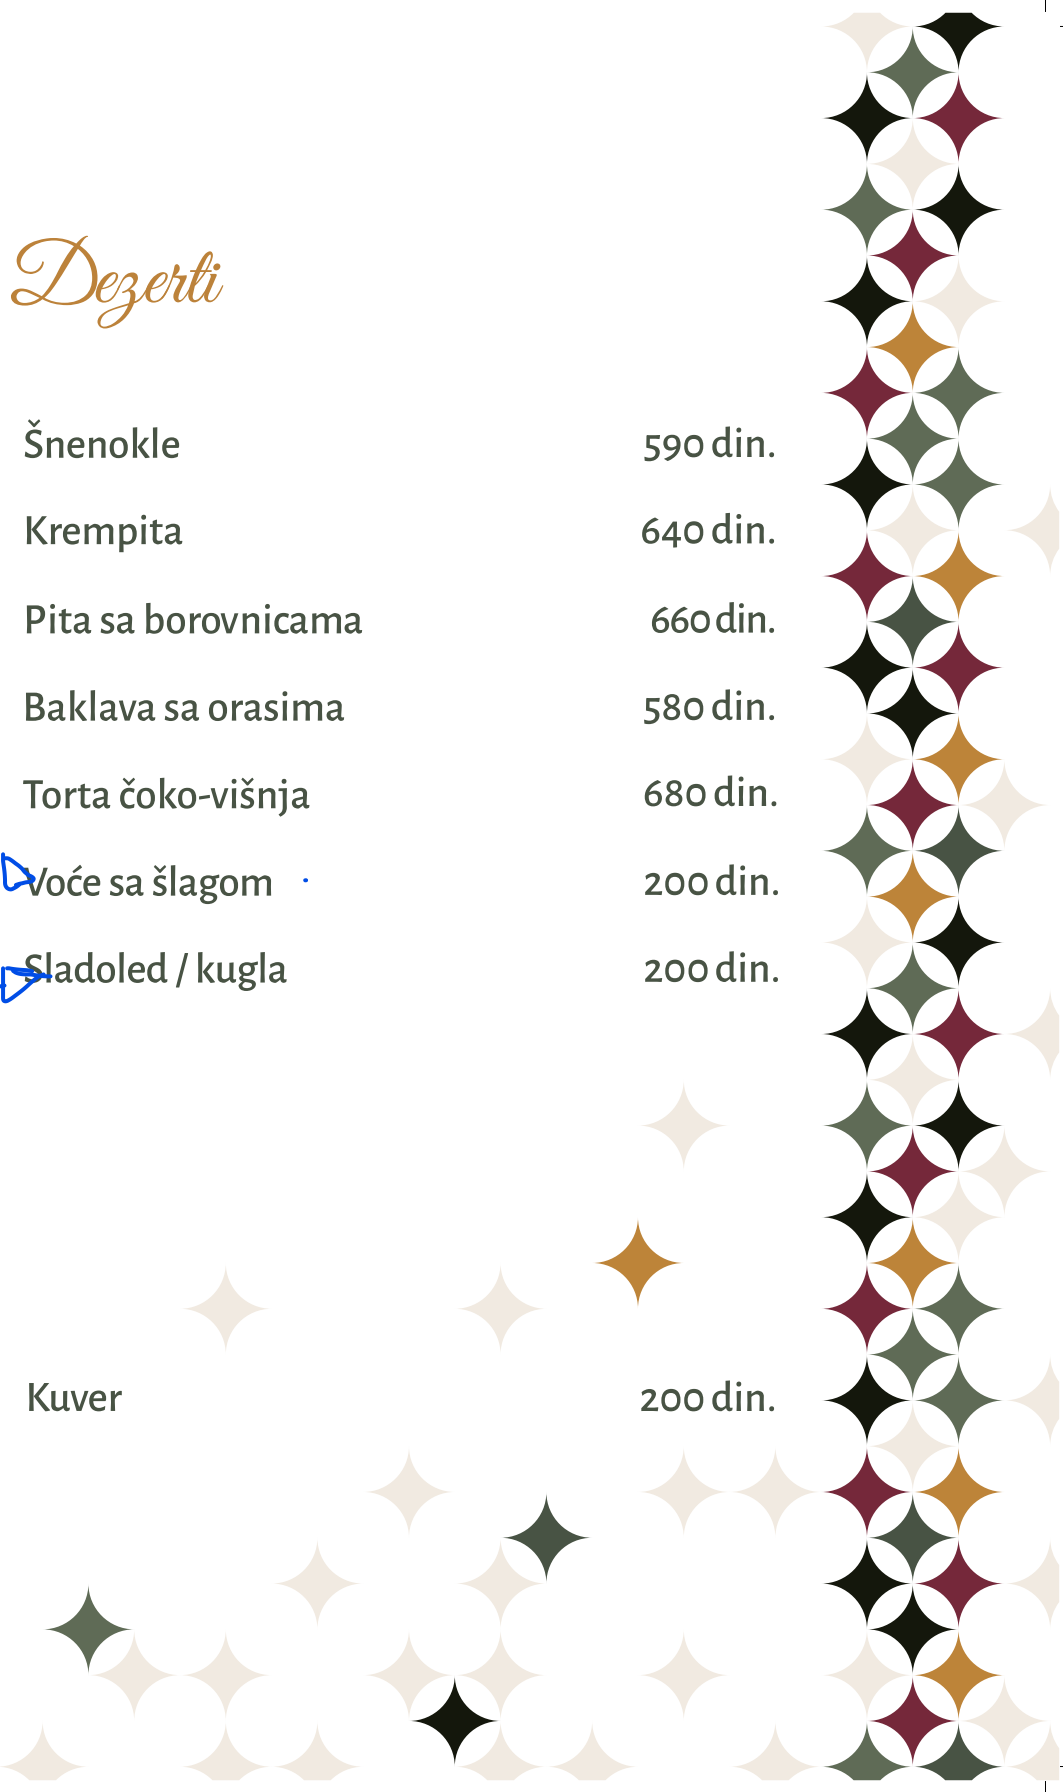 Dezerti
Šnenokle 590 din.
Krempita 640 din.
Pita sa borovnicama 660 din.
Baklava sa orasima 580 din.
Torta čoko-višnja 680 din.
Voće sa šlagom 200 din.
Sladoled / kugla 200 din.
Kuver 200 din.